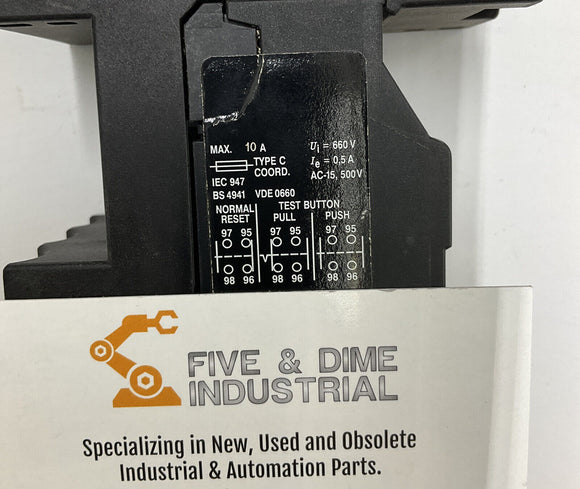 MAX. 10 A
TYPE C
COORD.
Ui = 660 V
Ie = 0,5 A
AC-15, 500V
IEC 947
BS 4941 VDE 0660
NORMAL TEST BUTTON
RESET PULL PUSH
97 95 97 95 97 95
98 96 98 96 98 96
FIVE & DIME
INDUSTRIAL
Specializing in New, Used and Obsolete
Industrial & Automation Parts.